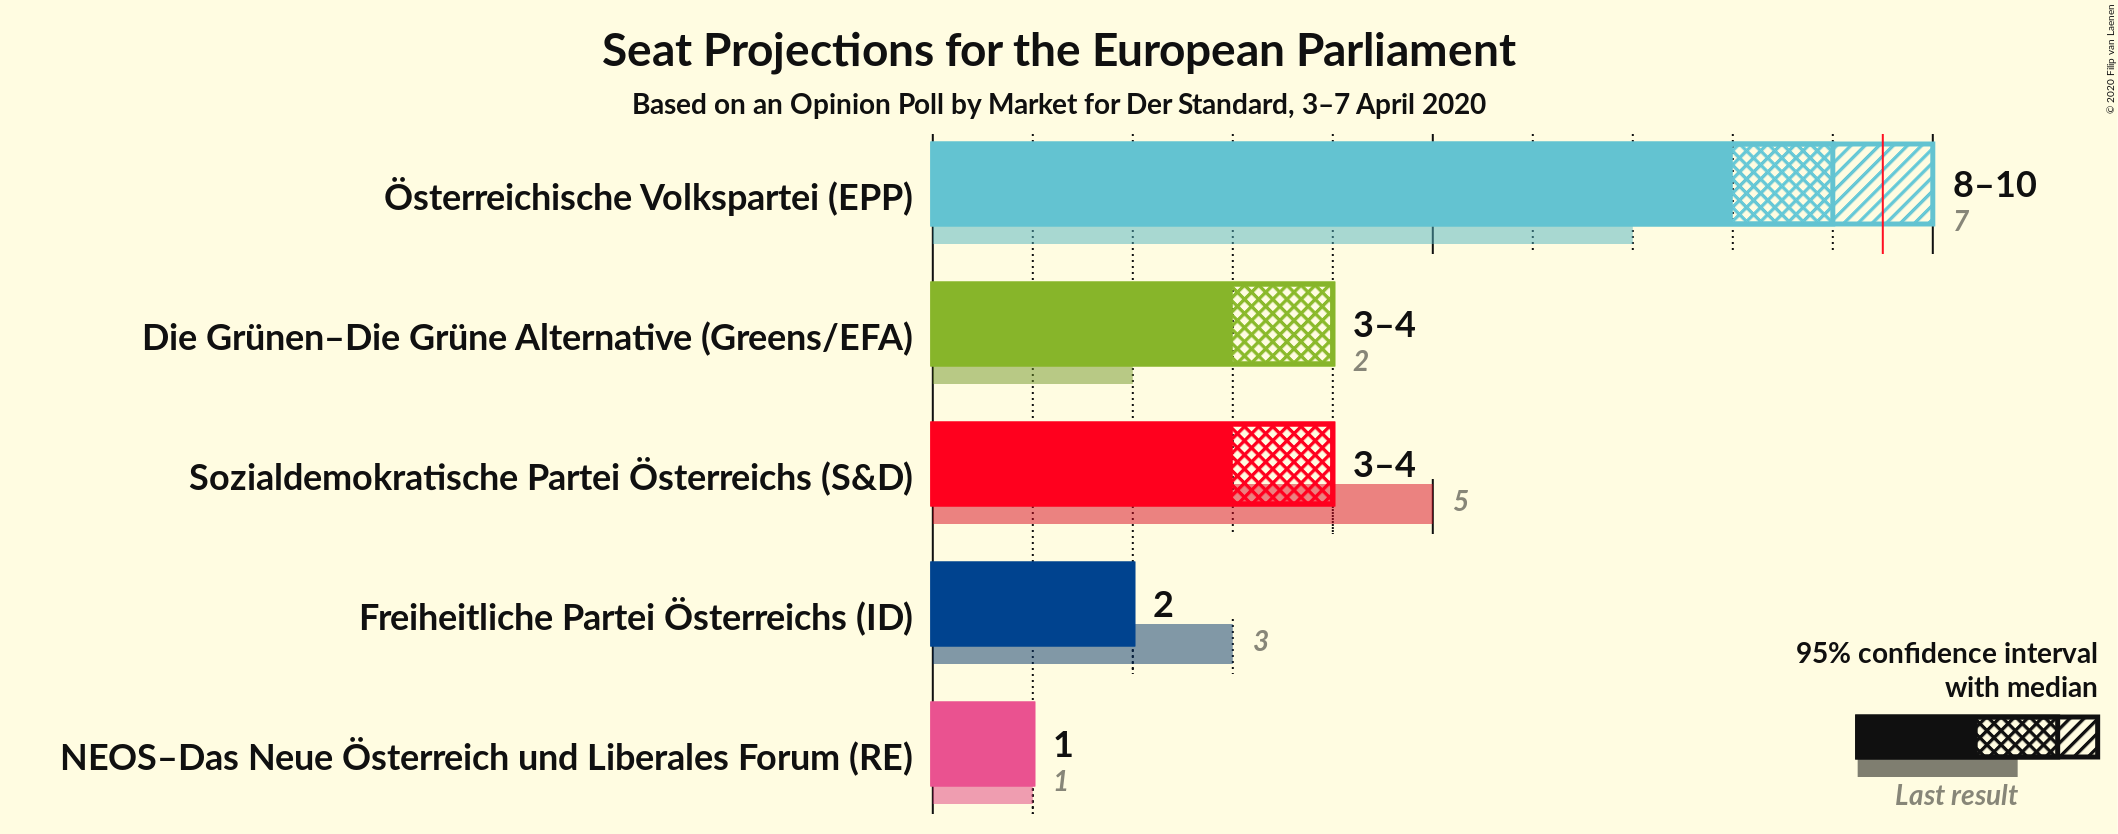 Seat Projections for the European Parliament
Based on an Opinion Poll by Market for Der Standard, 3–7 April 2020
© 2020 Filip van Laenen
Österreichische Volkspartei (EPP)
8–10
7
Die Grünen–Die Grüne Alternative (Greens/EFA)
3–4
2
Sozialdemokratische Partei Österreichs (S&D)
3–4
5
Freiheitliche Partei Österreichs (ID)
2
3
NEOS–Das Neue Österreich und Liberales Forum (RE)
1
1
95% confidence interval
with median
Last result